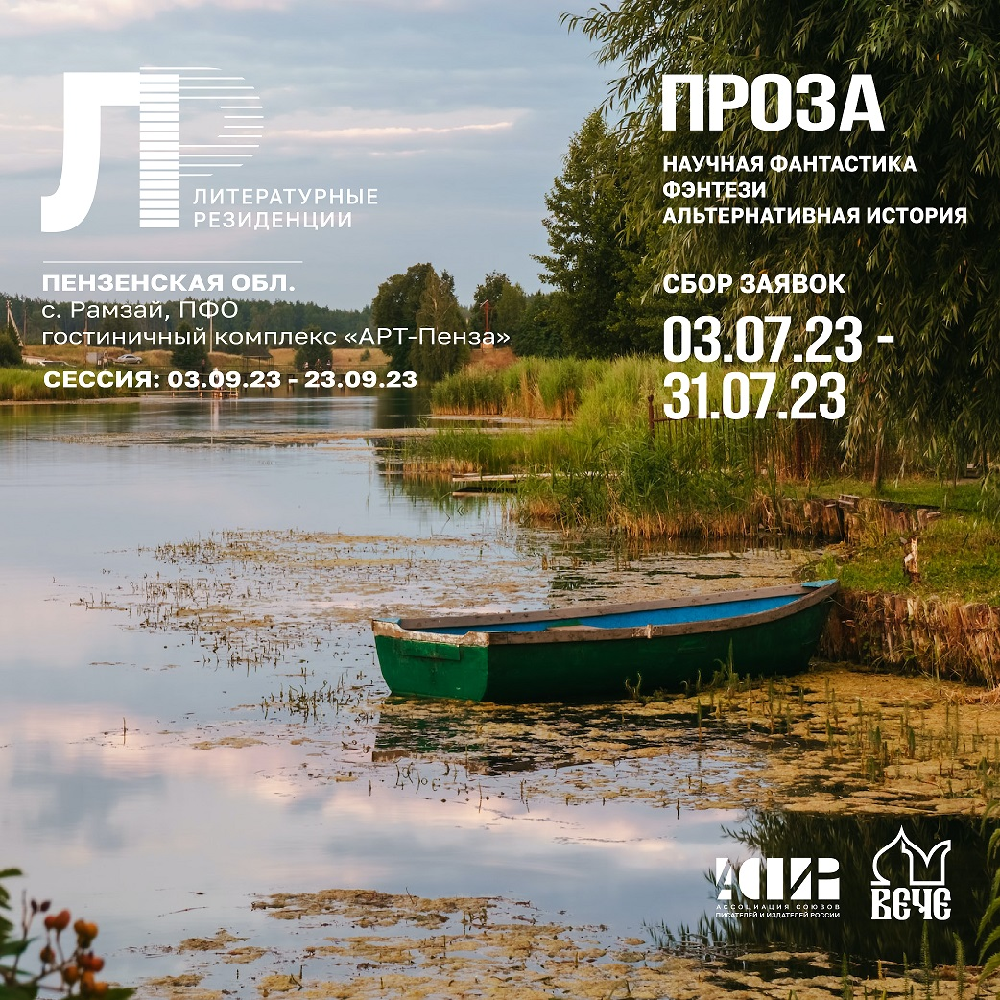 ЛР
ЛИТЕРАТУРНЫЕ
РЕЗИДЕНЦИИ
ПЕНЗЕНСКАЯ ОБЛ.
с. Рамзай, ПФО
гостиничный комплекс «АРТ-Пенза»
СЕССИЯ: 03.09.23 - 23.09.23
ПРОЗА
НАУЧНАЯ ФАНТАСТИКА
ФЭНТЕЗИ
АЛЬТЕРНАТИВНАЯ ИСТОРИЯ
СБОР ЗАЯВОК
03.07.23 -
31.07.23
АСПИР
АССОЦИАЦИЯ СОЮЗОВ
ПИСАТЕЛЕЙ И ИЗДАТЕЛЕЙ РОССИИ
ВЕЧЕ